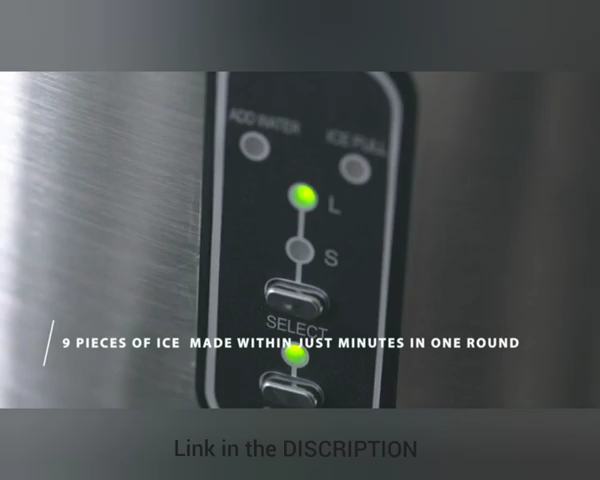 ADD WATER
ICE FULL
L
S
SELECT
9 PIECES OF ICE MADE WITHIN JUST MINUTES IN ONE ROUND
Link in the DISCRIPTION